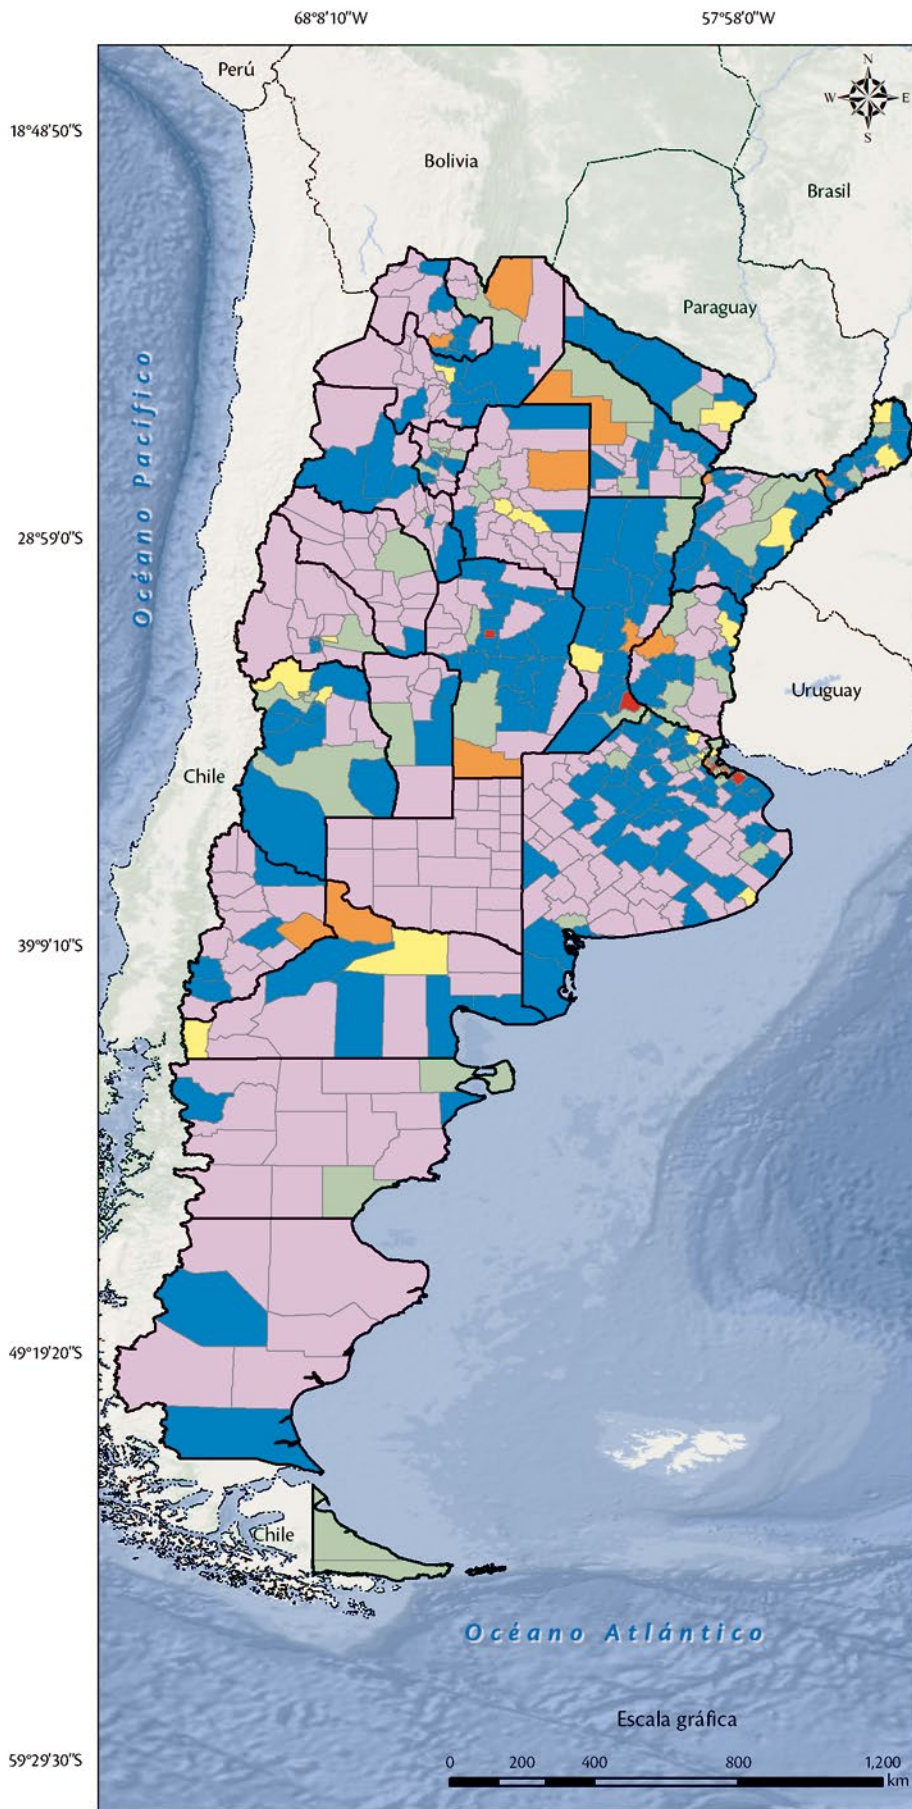 68°8'10"W
57°58'0"W
Perú
N
W
E
S
18°48'50"S
Bolivia
Brasil
Paraguay
Océano Pacífico
28°59'0"S
Uruguay
Chile
39°9'10"S
49°19'20"S
Chile
Océano Atlántico
Escala gráfica
59°29'30"S
0 200 400 800 1,200
km